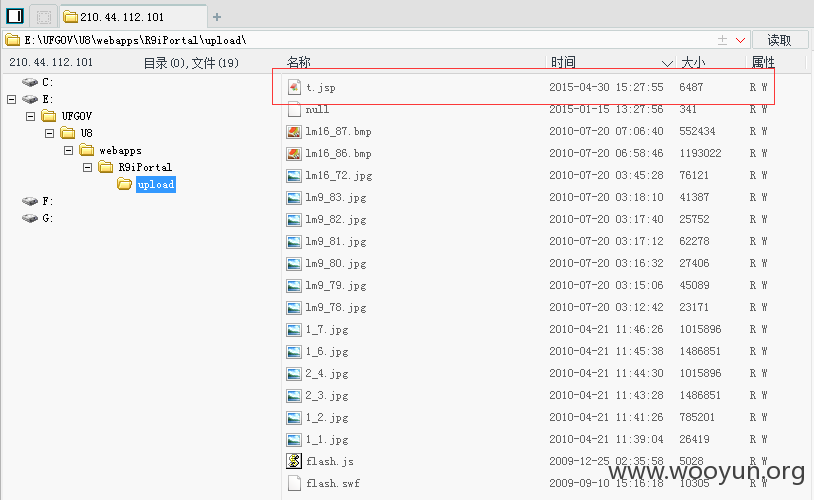 210.44.112.101
E:\UFGOV\U8\webapps\R9iPortal\upload\ 读取
210.44.112.101 目录(0),文件(19) 名称 时间 大小 属性
C:
E:
UFGOV
U8
webapps
R9iPortal
upload
F:
G:
t.jsp 2015-04-30 15:27:55 6487 R W
null 2015-01-15 13:27:56 341 R W
lm16_87.bmp 2010-07-20 07:06:40 552434 R W
lm16_86.bmp 2010-07-20 06:58:46 1193022 R W
lm16_72.jpg 2010-07-20 03:45:28 76121 R W
lm9_83.jpg 2010-07-20 03:18:10 41387 R W
lm9_82.jpg 2010-07-20 03:17:40 25752 R W
lm9_81.jpg 2010-07-20 03:17:12 62278 R W
lm9_80.jpg 2010-07-20 03:16:32 27406 R W
lm9_79.jpg 2010-07-20 03:15:06 45089 R W
lm9_78.jpg 2010-07-20 03:12:42 23171 R W
1_7.jpg 2010-04-21 11:46:26 1015896 R W
1_6.jpg 2010-04-21 11:45:38 1486851 R W
2_4.jpg 2010-04-21 11:44:30 1015896 R W
2_3.jpg 2010-04-21 11:43:28 1486851 R W
1_2.jpg 2010-04-21 11:41:26 785201 R W
1_1.jpg 2010-04-21 11:39:04 26419 R W
flash.js 2009-12-25 02:35:58 5028 R W
flash.swf 2009-09-10 15:16:18 10305 R W
www.wooyun.org